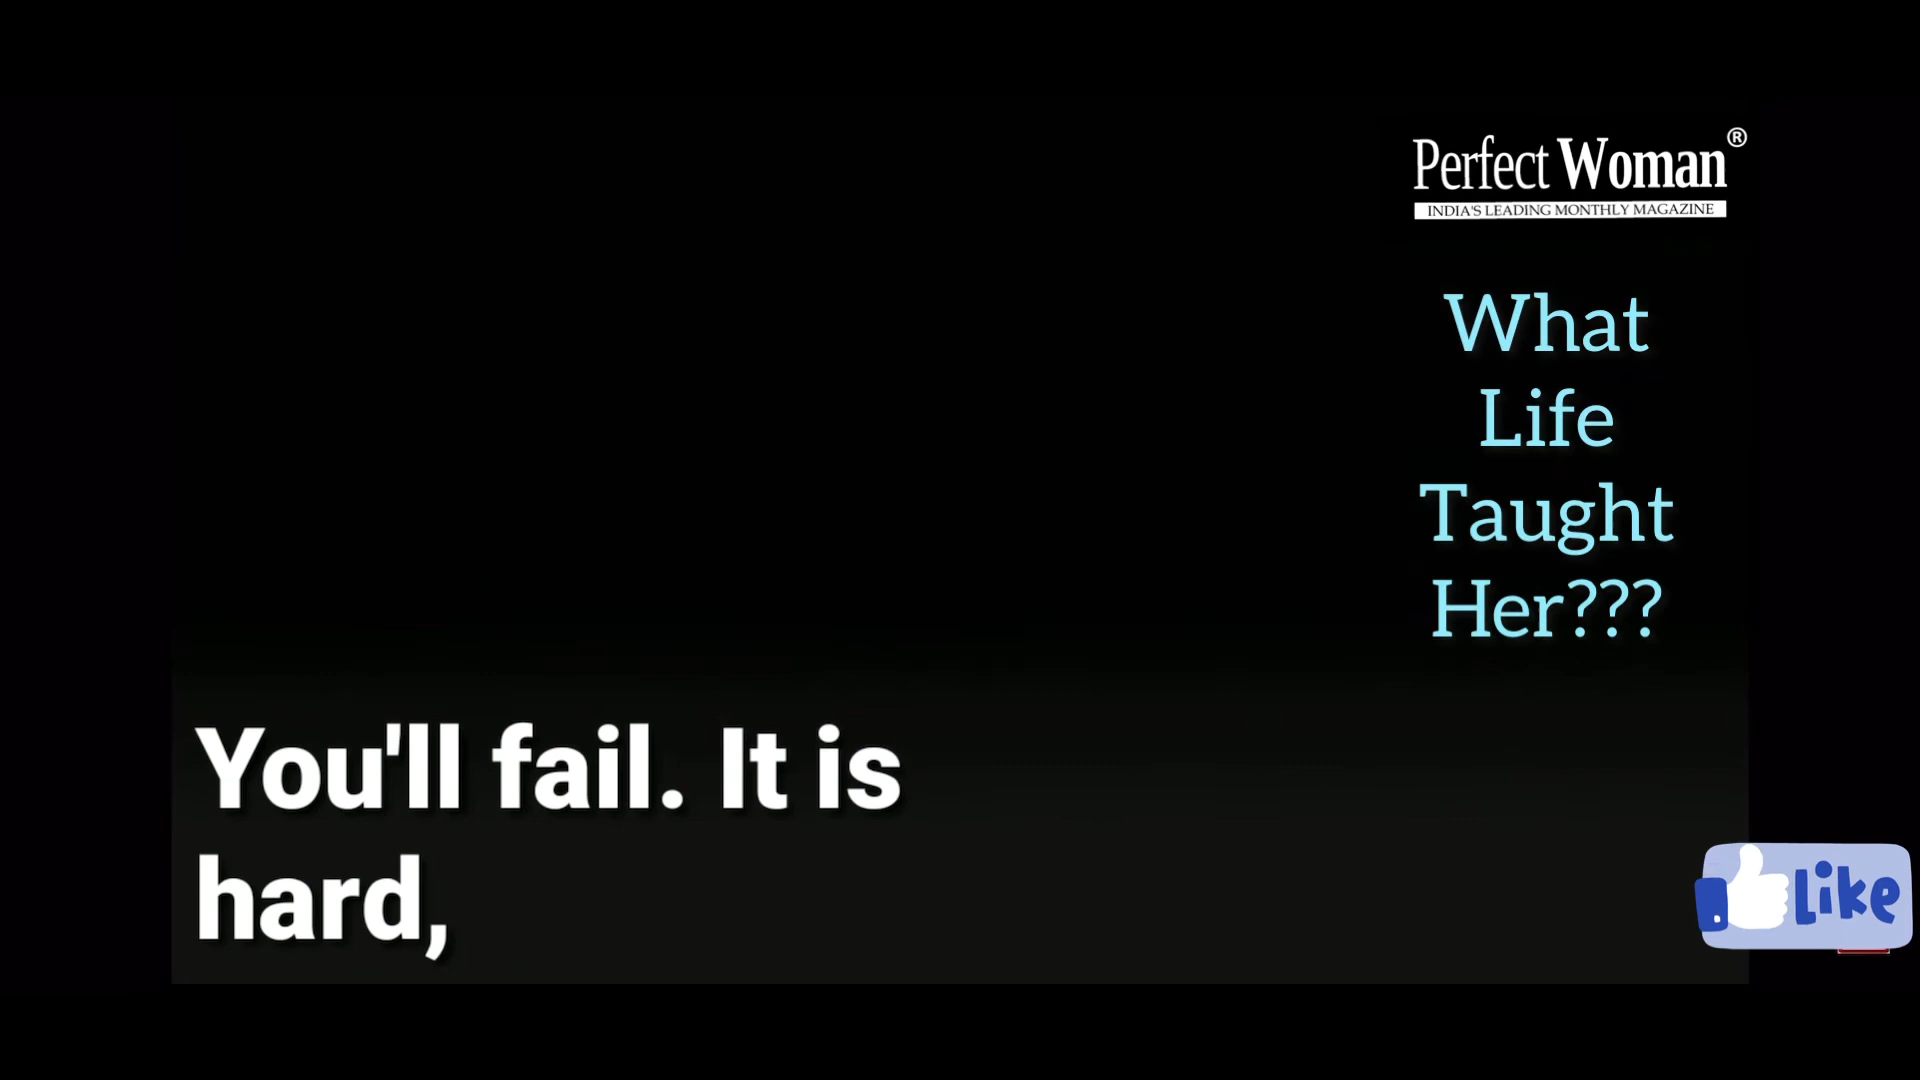 Perfect Woman®
INDIA'S LEADING MONTHLY MAGAZINE
What
Life
Taught
Her???
You'll fail. It is
hard,
Like